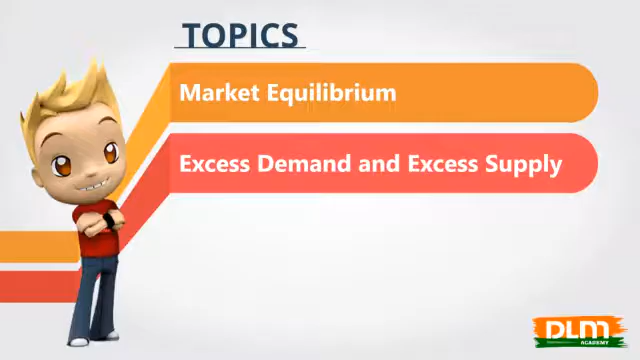 TOPICS
Market Equilibrium
Excess Demand and Excess Supply
DLM
ACADEMY